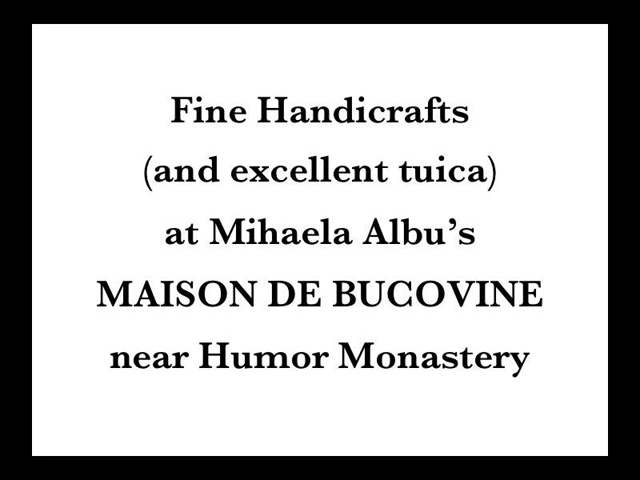 Fine Handicrafts
(and excellent tuica)
at Mihaela Albu’s
MAISON DE BUCOVINE
near Humor Monastery